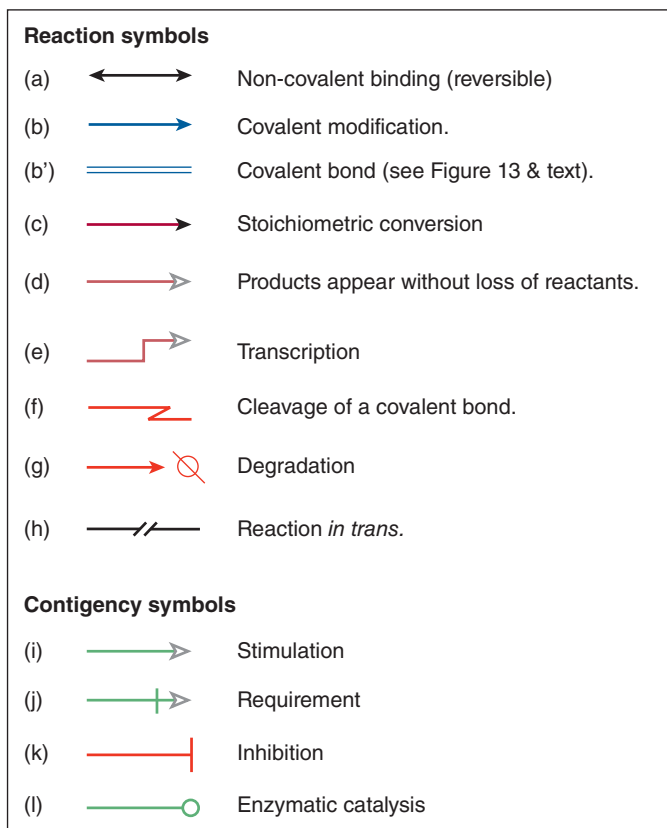 Reaction symbols
(a) Non-covalent binding (reversible)
(b) Covalent modification.
(b') Covalent bond (see Figure 13 & text).
(c) Stoichiometric conversion
(d) Products appear without loss of reactants.
(e) Transcription
(f) Cleavage of a covalent bond.
(g) Degradation
(h) Reaction in trans.
Contigency symbols
(i) Stimulation
(j) Requirement
(k) Inhibition
(l) Enzymatic catalysis